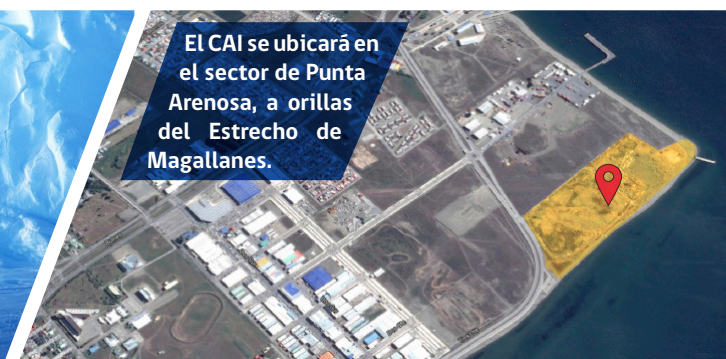 El CAI se ubicará en
el sector de Punta
Arenosa, a orillas
del Estrecho de
Magallanes.